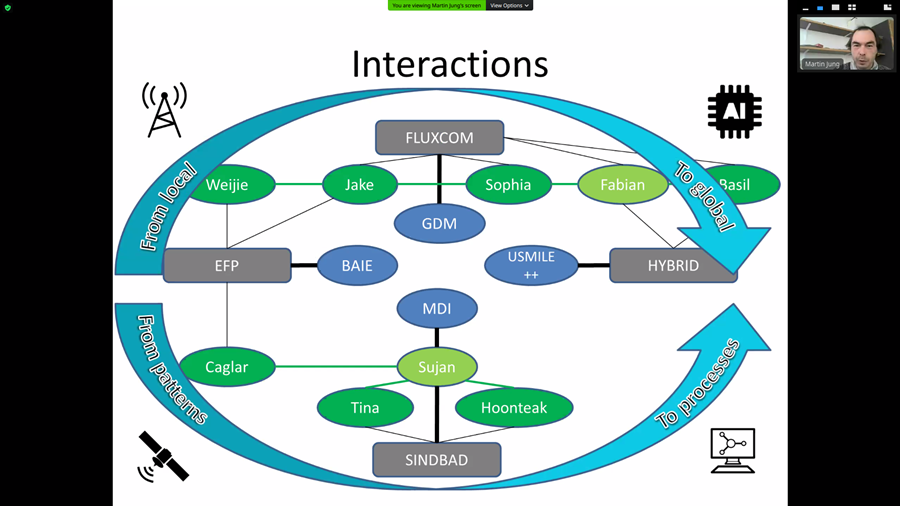 You are viewing Martin Jung's screen
View Options
Martin Jung
Interactions
AI
FLUXCOM
Weijie
Jake
Sophia
Fabian
Basil
From local
To global
GDM
EFP
BAIE
USMILE
++
HYBRID
MDI
From patterns
To processes
Caglar
Sujan
Tina
Hoonteak
SINDBAD